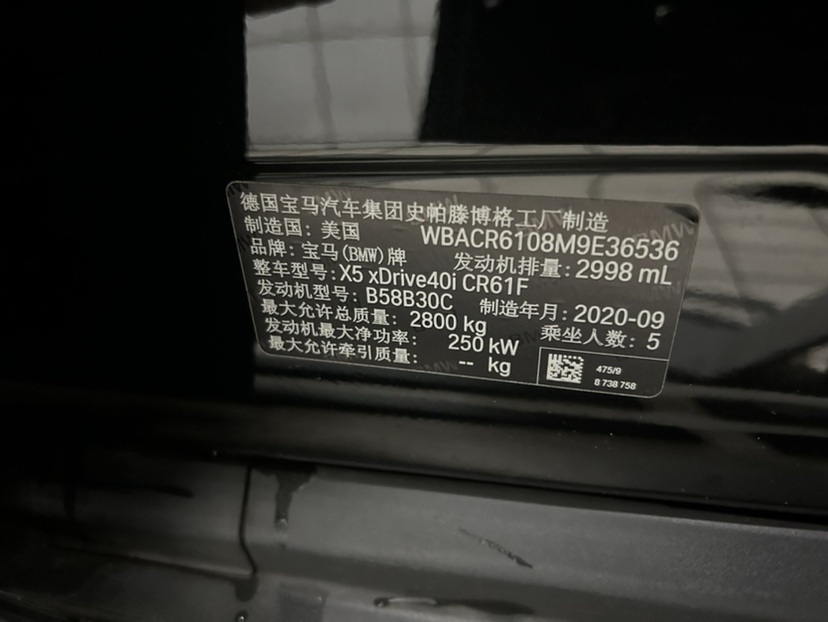 德国宝马汽车集团史帕滕博格工厂制造
制造国: 美国 WBACR6108M9E36536
品牌: 宝马(BMW)牌 发动机排量: 2998 mL
整车型号: X5 xDrive40i CR61F
发动机型号: B58B30C 制造年月: 2020-09
最大允许总质量: 2800 kg 乘坐人数: 5
发动机最大净功率: 250 kW
最大允许牵引质量: -- kg
475/9
8 738 758